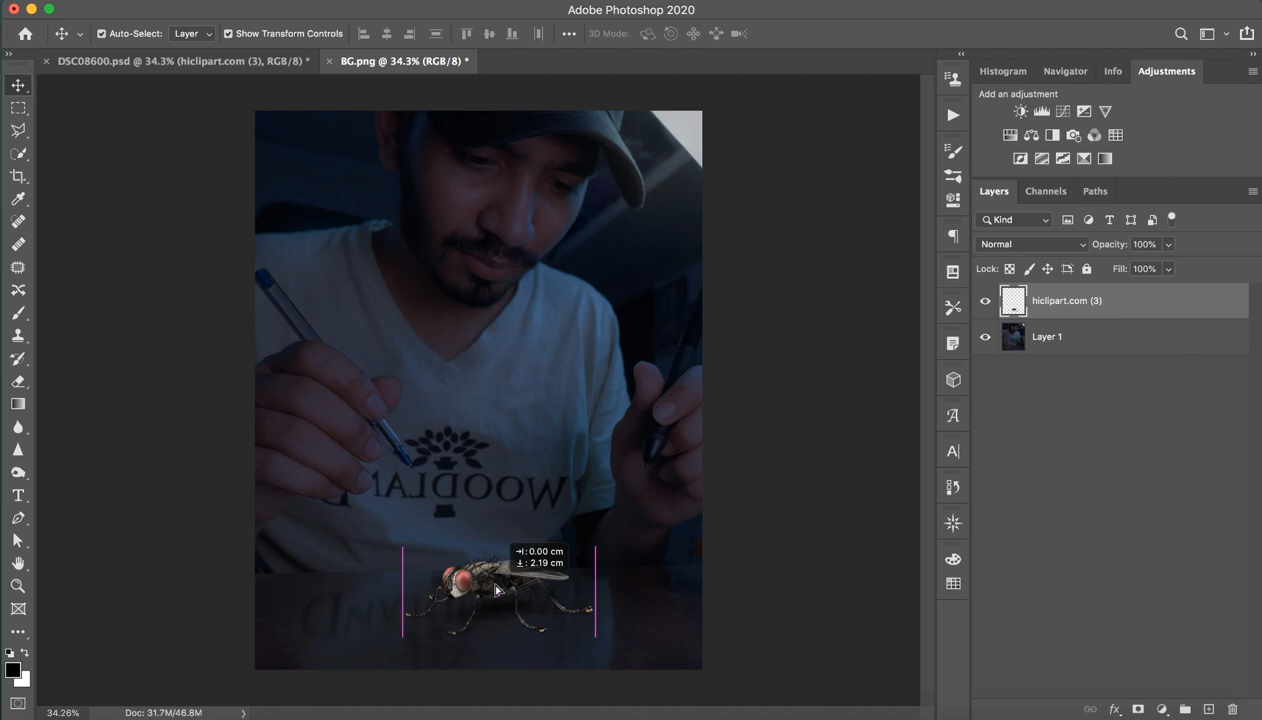 Adobe Photoshop 2020
Auto-Select: Layer Show Transform Controls 3D Mode:
DSC08600.psd @ 34.3% (hiclipart.com (3), RGB/8) * BG.png @ 34.3% (RGB/8) *
Histogram Navigator Info Adjustments
Add an adjustment
Layers Channels Paths
Kind
Normal Opacity: 100%
Lock: Fill: 100%
hiclipart.com (3)
Layer 1
WOODLAND
: 0.00 cm
: 2.19 cm
34.26% Doc: 31.7M/46.8M